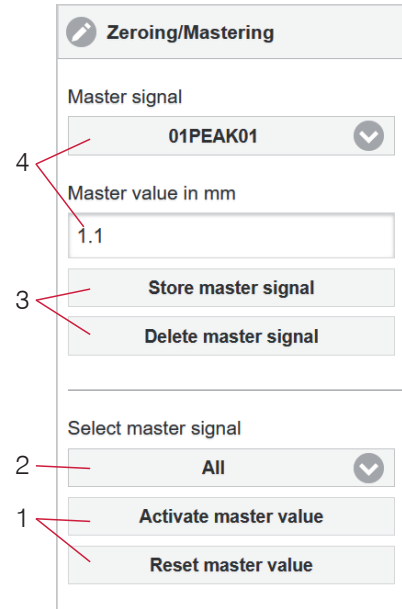 Zeroing/Mastering
Master signal
01PEAK01
4
Master value in mm
1.1
3
Store master signal
Delete master signal
Select master signal
2
All
1
Activate master value
Reset master value